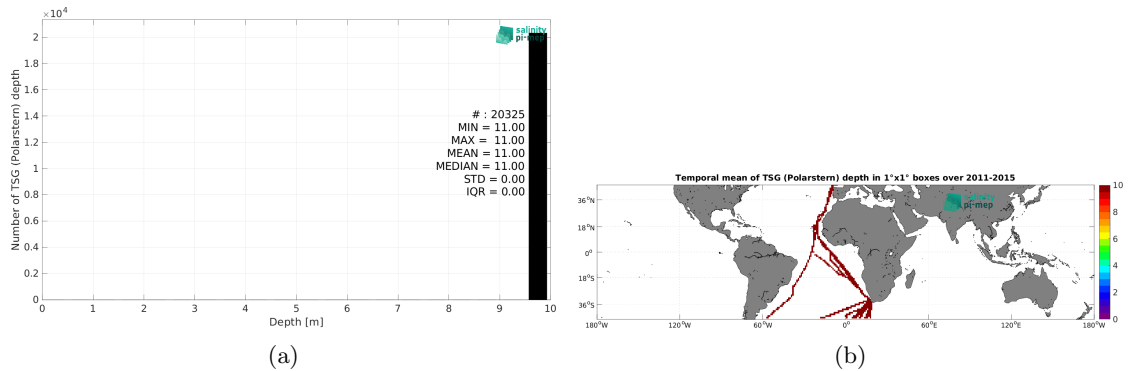 ×10⁴
2
1.8
1.6
1.4
1.2
1
0.8
0.6
0.4
0.2
0
Number of TSG (Polarstern) depth
salinity
pi-mep
# : 20325
MIN = 11.00
MAX = 11.00
MEAN = 11.00
MEDIAN = 11.00
STD = 0.00
IQR = 0.00
0 1 2 3 4 5 6 7 8 9 10
Depth [m]
(a)
Temporal mean of TSG (Polarstern) depth in 1°x1° boxes over 2011-2015
salinity
pi-mep
36°N
18°N
0°
18°S
36°S
180°W 120°W 60°W 0° 60°E 120°E 180°W
10
8
6
4
2
0
(b)